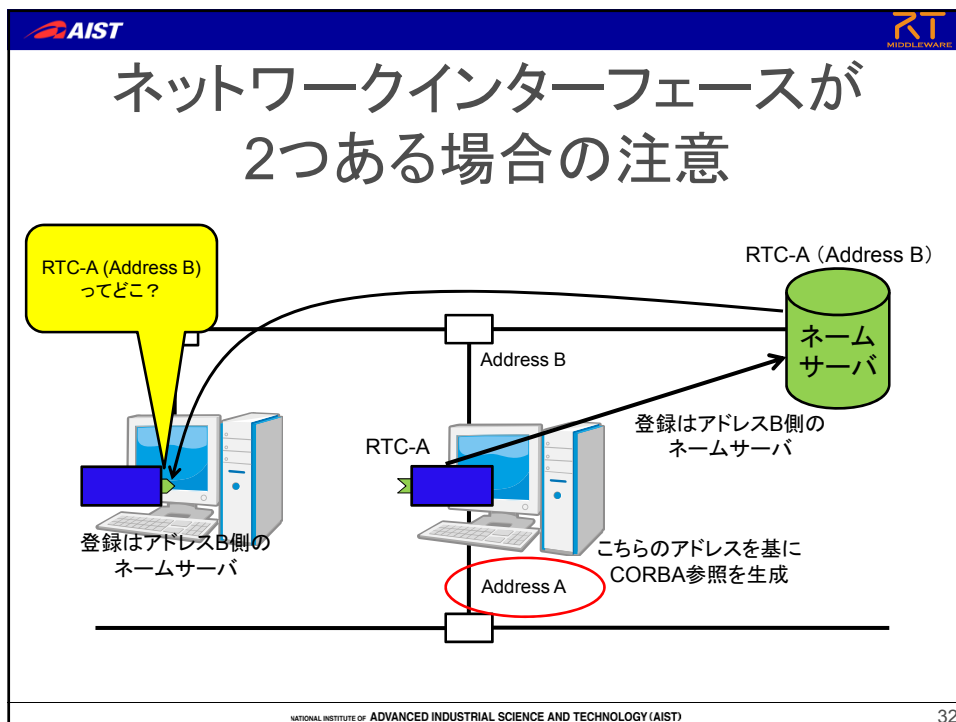 AIST
RT
MIDDLEWARE
ネットワークインターフェースが
2つある場合の注意
RTC-A (Address B)
ってどこ？
RTC-A（Address B）
ネーム
サーバ
Address B
登録はアドレスB側の
ネームサーバ
RTC-A
登録はアドレスB側の
ネームサーバ
こちらのアドレスを基に
CORBA参照を生成
Address A
NATIONAL INSTITUTE OF ADVANCED INDUSTRIAL SCIENCE AND TECHNOLOGY (AIST)
32